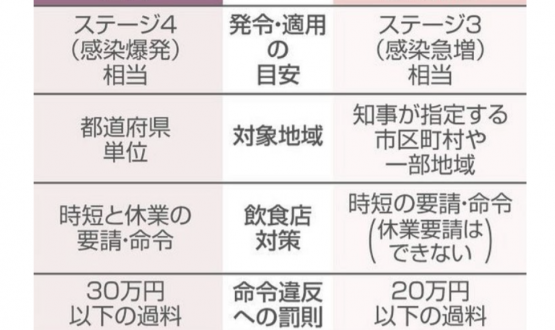 ステージ4
(感染爆発)
相当
発令・適用
の
目安
ステージ3
(感染急増)
相当
都道府県
単位
対象地域
知事が指定する
市区町村や
一部地域
時短と休業の
要請・命令
飲食店
対策
時短の要請・命令
(休業要請は
できない)
30万円
以下の過料
命令違反
への罰則
20万円
以下の過料